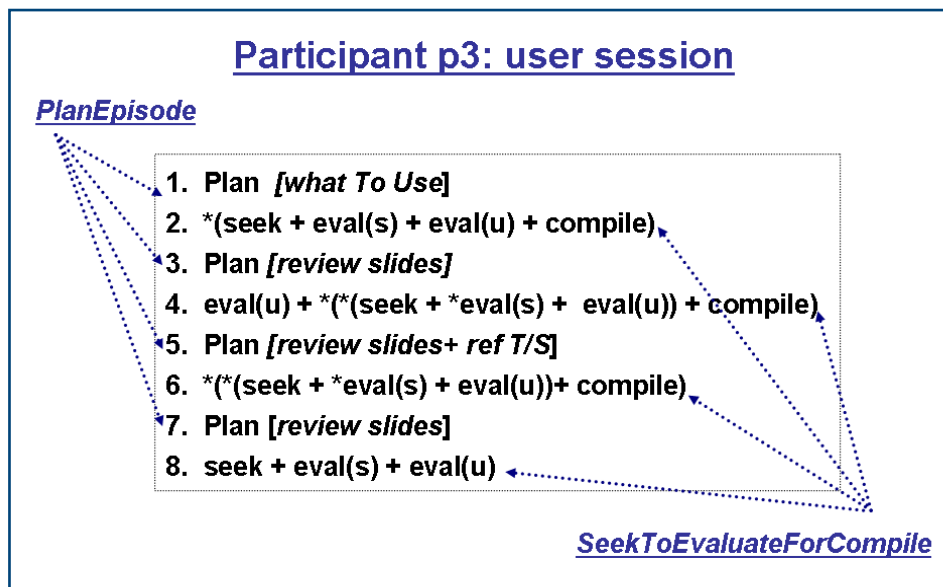 Participant p3: user session
PlanEpisode
1. Plan [what To Use]
2. *(seek + eval(s) + eval(u) + compile)
3. Plan [review slides]
4. eval(u) + *(*(seek + *eval(s) + eval(u)) + compile)
5. Plan [review slides+ ref T/S]
6. *(*(seek + *eval(s) + eval(u))+ compile)
7. Plan [review slides]
8. seek + eval(s) + eval(u)
SeekToEvaluateForCompile